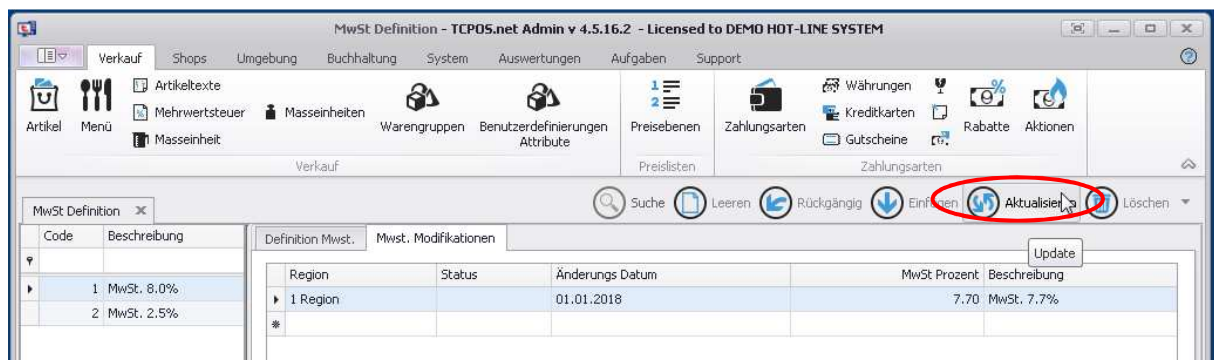 MwSt Definition - TCPOS.net Admin v 4.5.16.2 - Licensed to DEMO HOT-LINE SYSTEM
Verkauf Shops Umgebung Buchhaltung System Auswertungen Aufgaben Support
Artikel
Menü
Artikeltexte
Mehrwertsteuer
Masseinheit
Masseinheiten
Warengruppen
Benutzerdefinierungen
Attribute
Verkauf
1
2
Preisebenen
Preislisten
Zahlungsarten
Währungen
Kreditkarten
Gutscheine
Rabatte
Aktionen
Zahlungsarten
MwSt Definition
Suche Leeren Rückgängig Einfügen Aktualisieren Löschen
Update
Code Beschreibung
1 MwSt. 8.0%
2 MwSt. 2.5%
Definition Mwst. Mwst. Modifikationen
Region Status Änderungs Datum MwSt Prozent Beschreibung
1 Region 01.01.2018 7.70 MwSt. 7.7%